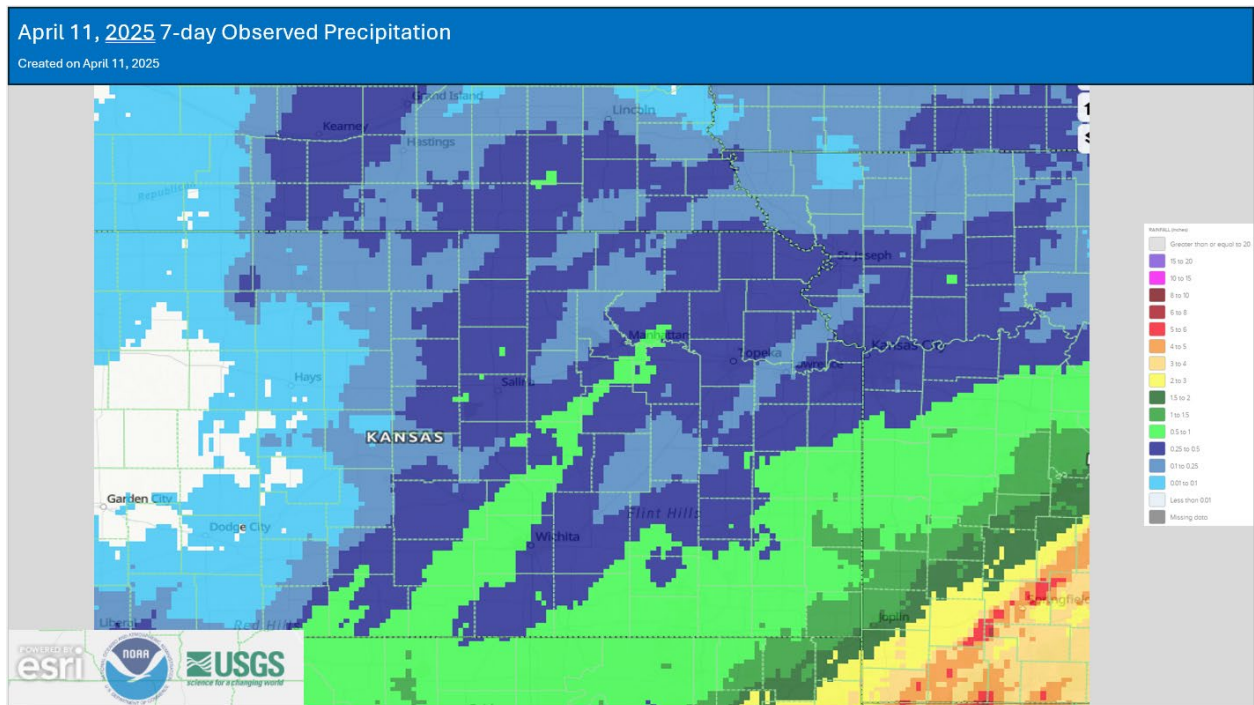 April 11, 2025 7-day Observed Precipitation
Created on April 11, 2025
Grand Island
Lincoln
Kearney
Hastings
Republican
St. Joseph
Manhattan
Topeka
Kansas City
Lawrence
Hays
Salina
KANSAS
Garden City
Dodge City
Flint Hills
Wichita
Springfield
Joplin
Liberal
Red Hills
POWERED BY
esri
NOAA
USGS
science for a changing world
RAINFALL (inches)
Greater than or equal to 20
15 to 20
10 to 15
8 to 10
6 to 8
5 to 6
4 to 5
3 to 4
2 to 3
1.5 to 2
1 to 1.5
0.5 to 1
0.25 to 0.5
0.1 to 0.25
0.01 to 0.1
Less than 0.01
Missing data